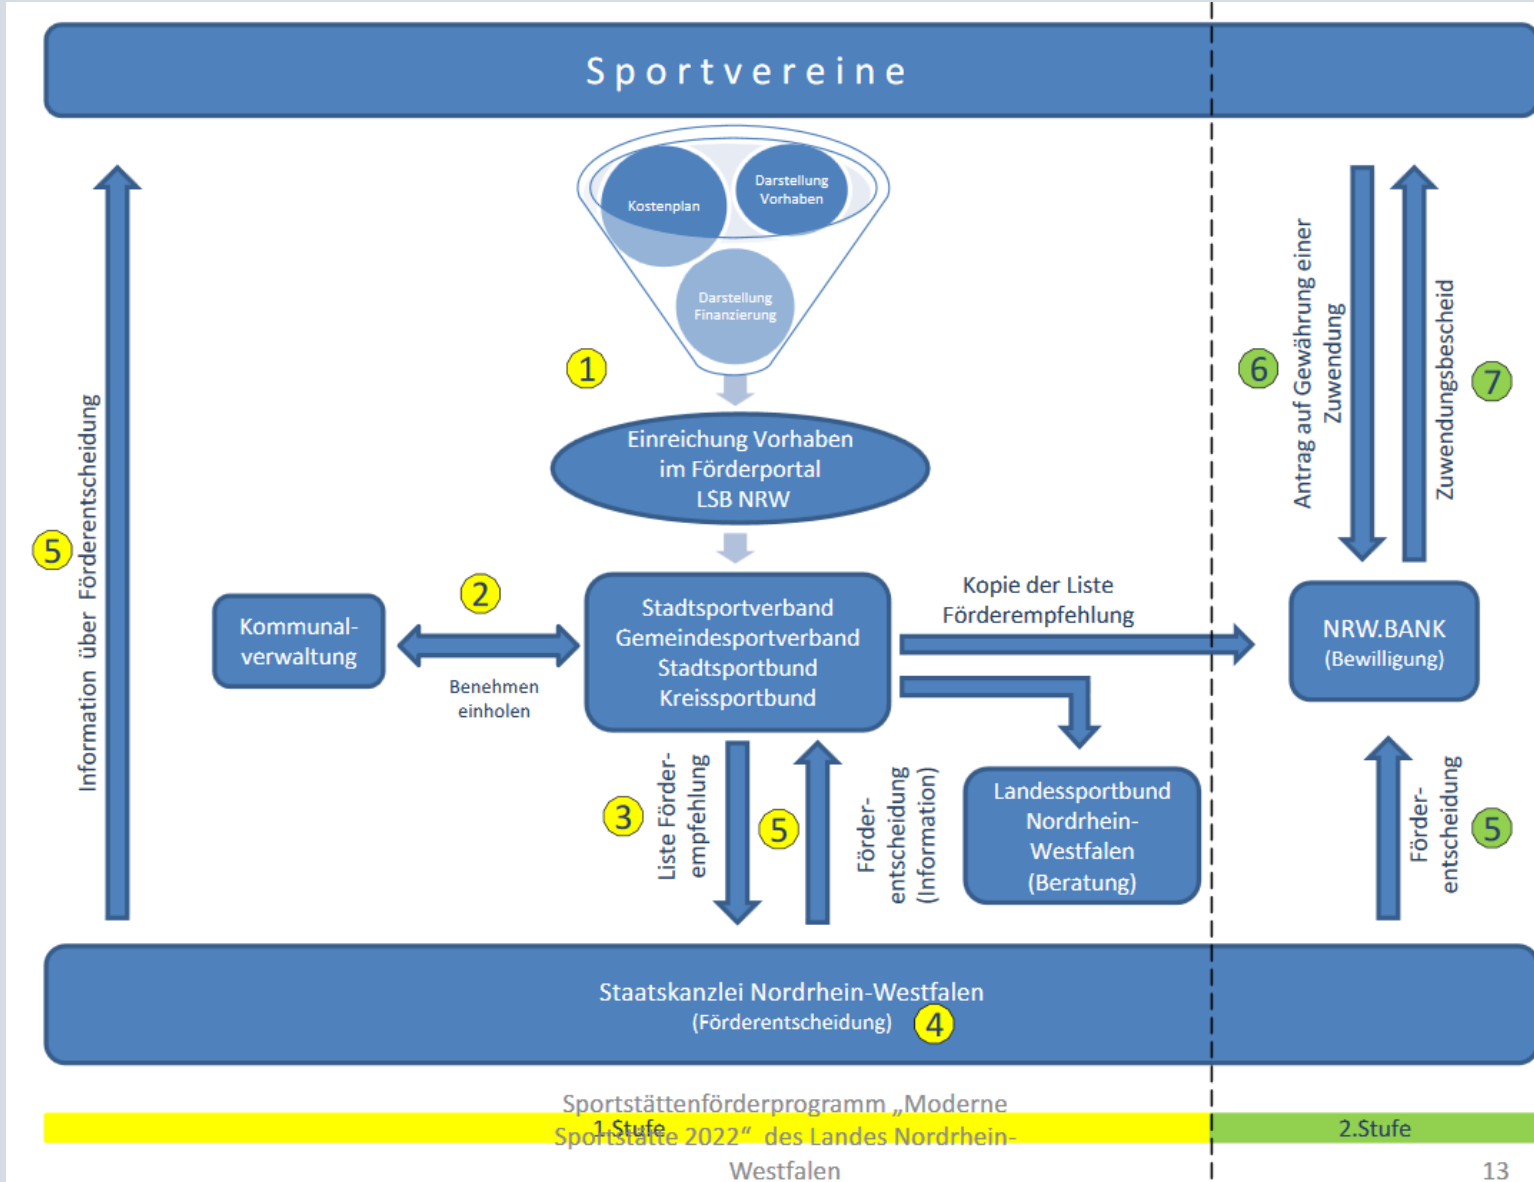 Sportvereine
Kostenplan
Darstellung
Vorhaben
Darstellung
Finanzierung
1
Einreichung Vorhaben
im Förderportal
LSB NRW
5
Information über Förderentscheidung
Kommunal-
verwaltung
2
Benehmen
einholen
Stadtsportverband
Gemeindesportverband
Stadtsportbund
Kreissportbund
Kopie der Liste
Förderempfehlung
6
Antrag auf Gewährung einer
Zuwendung
Zuwendungsbescheid
7
NRW.BANK
(Bewilligung)
3
Liste Förder-
empfehlung
5
Förder-
entscheidung
(Information)
Landessportbund
Nordrhein-
Westfalen
(Beratung)
Förder-
entscheidung
5
Staatskanzlei Nordrhein-Westfalen
(Förderentscheidung)
4
1.Stufe
2.Stufe
Sportstättenförderprogramm „Moderne
Sportstätte 2022“ des Landes Nordrhein-
Westfalen
13